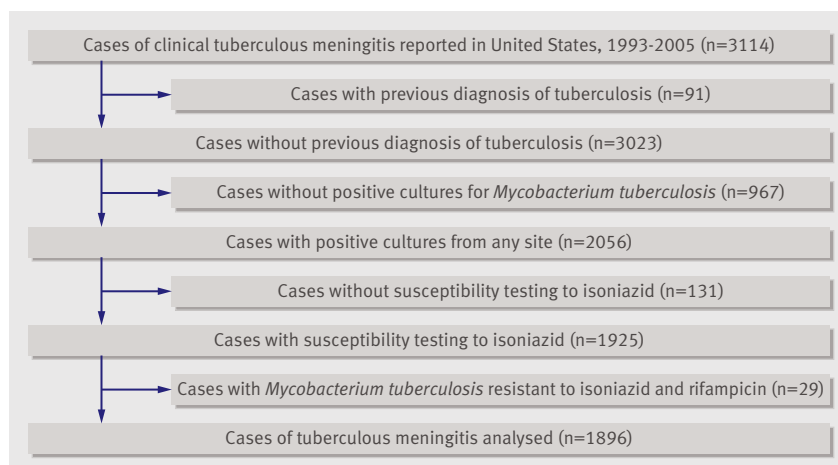 Cases of clinical tuberculous meningitis reported in United States, 1993-2005 (n=3114)
Cases with previous diagnosis of tuberculosis (n=91)
Cases without previous diagnosis of tuberculosis (n=3023)
Cases without positive cultures for Mycobacterium tuberculosis (n=967)
Cases with positive cultures from any site (n=2056)
Cases without susceptibility testing to isoniazid (n=131)
Cases with susceptibility testing to isoniazid (n=1925)
Cases with Mycobacterium tuberculosis resistant to isoniazid and rifampicin (n=29)
Cases of tuberculous meningitis analysed (n=1896)